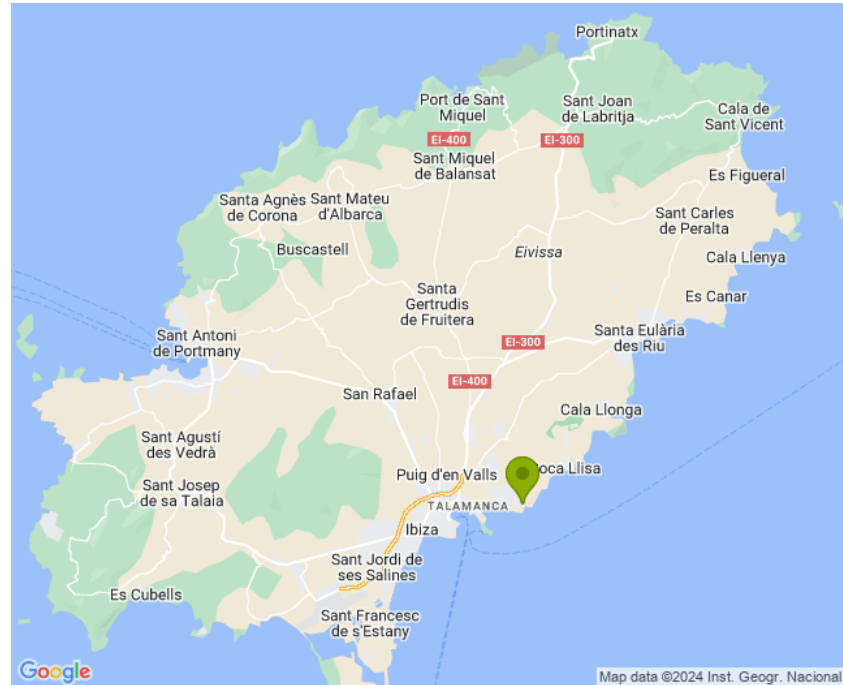 Portinatx
Port de Sant
Miquel
Sant Joan
de Labritja
Cala de
Sant Vicent
EI-400
EI-300
Sant Miquel
de Balansat
Es Figueral
Santa Agnès
de Corona
Sant Mateu
d'Albarca
Sant Carles
de Peralta
Buscastell
Eivissa
Cala Llenya
Santa
Gertrudis
de Fruitera
Es Canar
Sant Antoni
de Portmany
Santa Eulària
des Riu
EI-300
EI-400
San Rafael
Cala Llonga
Sant Agustí
des Vedrà
Puig d'en Valls
oca Llisa
Sant Josep
de sa Talaia
TALAMANCA
Ibiza
Sant Jordi de
ses Salines
Es Cubells
Sant Francesc
de s'Estany
Google
Map data ©2024 Inst. Geogr. Nacional